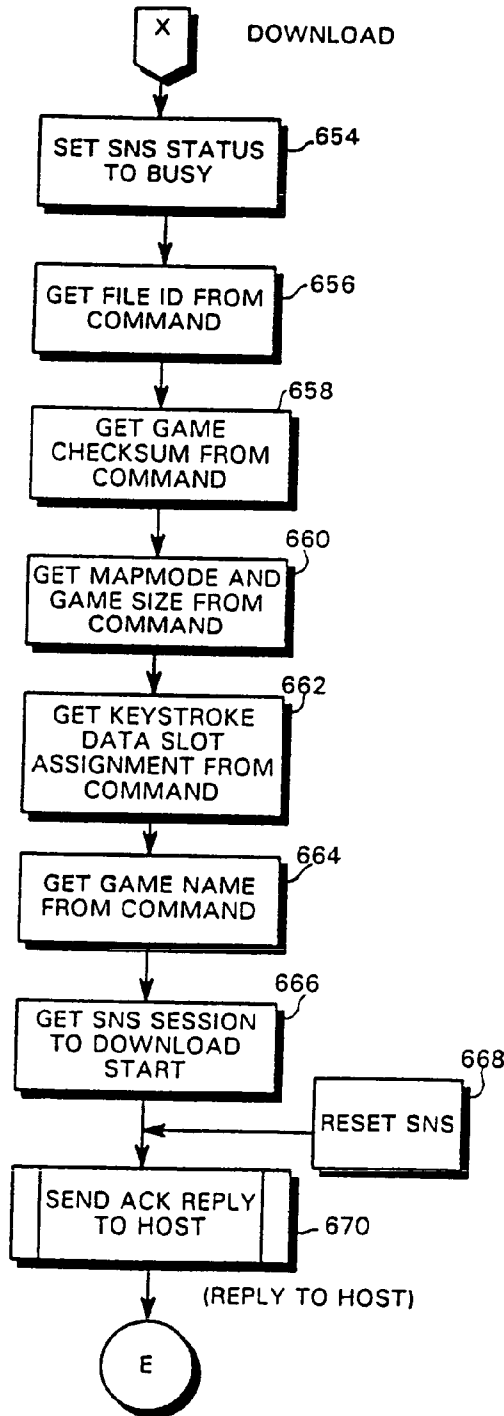 X
DOWNLOAD
SET SNS STATUS
TO BUSY
654
GET FILE ID FROM
COMMAND
656
GET GAME
CHECKSUM FROM
COMMAND
658
GET MAPMODE AND
GAME SIZE FROM
COMMAND
660
GET KEYSTROKE
DATA SLOT
ASSIGNMENT FROM
COMMAND
662
GET GAME NAME
FROM COMMAND
664
GET SNS SESSION
TO DOWNLOAD
START
666
RESET SNS
668
SEND ACK REPLY
TO HOST
670
(REPLY TO HOST)
E